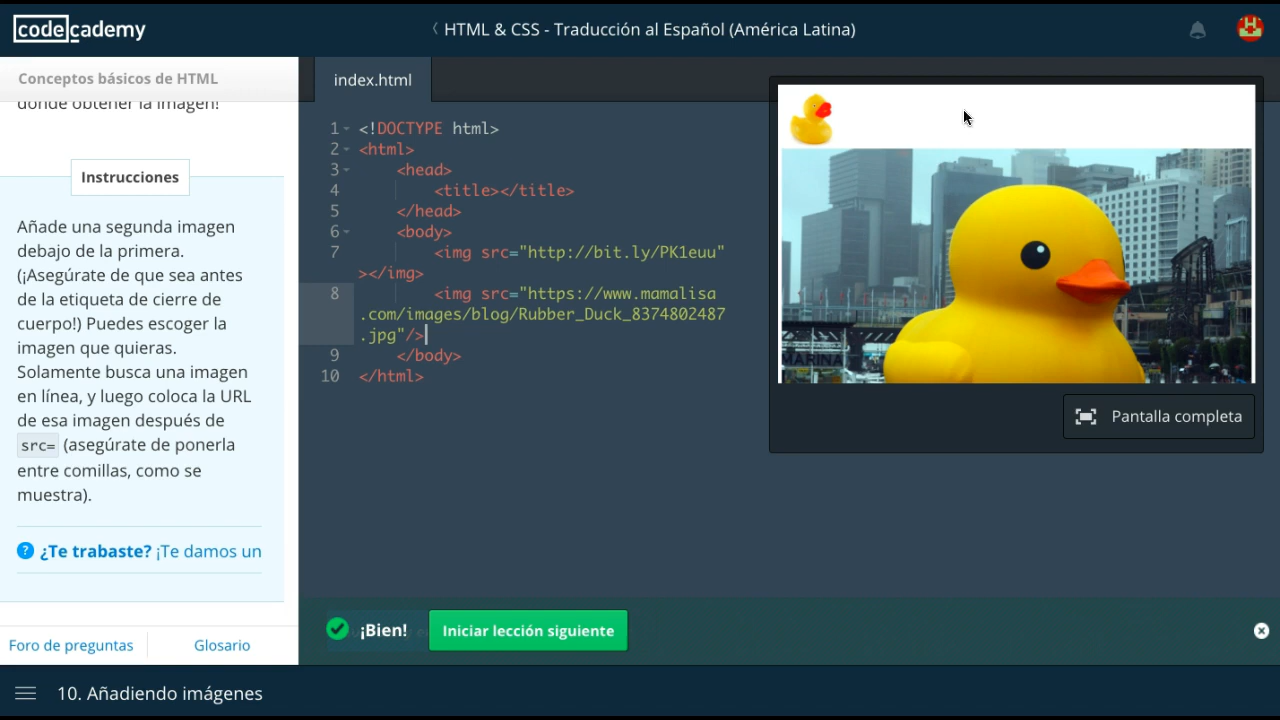 codecademy
〈 HTML & CSS - Traducción al Español (América Latina)
Conceptos básicos de HTML
donde obtener la imagen!
Instrucciones
Añade una segunda imagen
debajo de la primera.
(¡Asegúrate de que sea antes
de la etiqueta de cierre de
cuerpo!) Puedes escoger la
imagen que quieras.
Solamente busca una imagen
en línea, y luego coloca la URL
de esa imagen después de
src= (asegúrate de ponerla
entre comillas, como se
muestra).
¿Te trabaste? ¡Te damos un
Foro de preguntas
Glosario
index.html
1 <!DOCTYPE html>
2 <html>
3 <head>
4 <title></title>
5 </head>
6 <body>
7 <img src="http://bit.ly/PK1euu"
></img>
8 <img src="https://www.mamalisa
.com/images/blog/Rubber_Duck_8374802487
.jpg"/>
9 </body>
10 </html>
MARINA
Pantalla completa
¡Bien!
Iniciar lección siguiente
10. Añadiendo imágenes